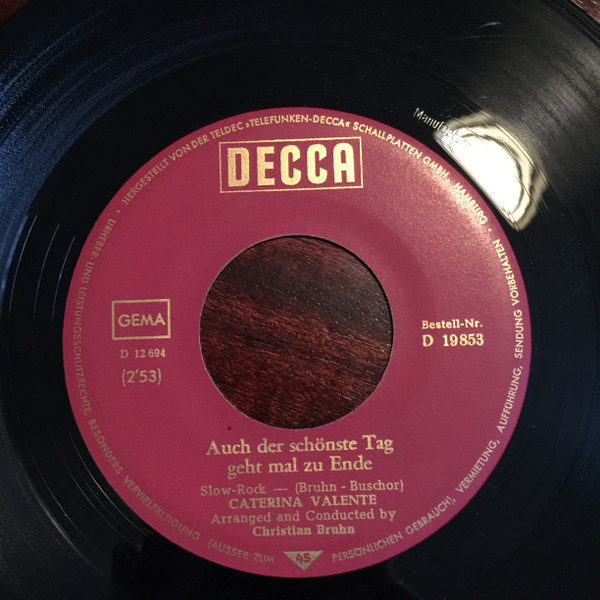 · HERGESTELLT VON DER TELDEC »TELEFUNKEN-DECCA« SCHALLPLATTEN GMBH., HAMBURG ·
URHEBER- UND LEISTUNGSSCHUTZRECHTE, BESONDERS VERVIELFÄLTIGUNG (AUSSER ZUM PERSÖNLICHEN GEBRAUCH), VERMIETUNG, AUFFÜHRUNG, SENDUNG VORBEHALTEN
DECCA
GEMA
D 12 694
(2'53)
Bestell-Nr.
D 19 853
Auch der schönste Tag
geht mal zu Ende
Slow-Rock — (Bruhn - Buschor)
CATERINA VALENTE
Arranged and Conducted by
Christian Bruhn
45